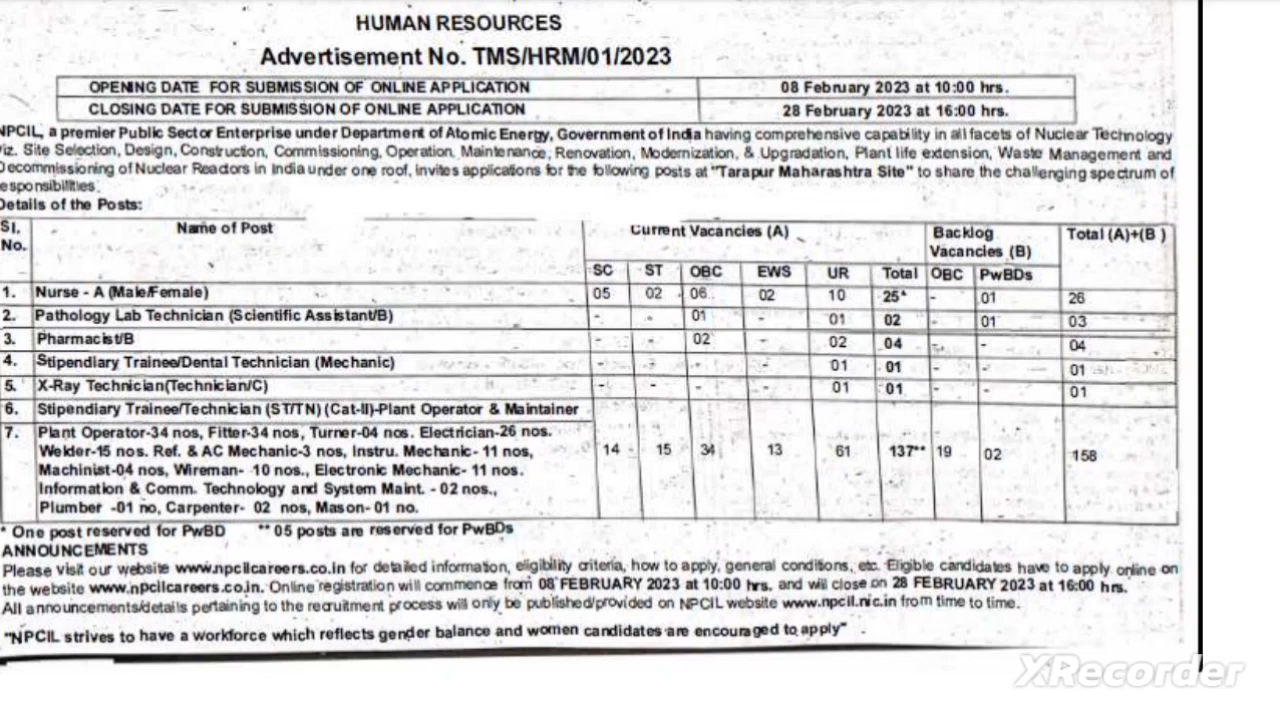 HUMAN RESOURCES
Advertisement No. TMS/HRM/01/2023
OPENING DATE FOR SUBMISSION OF ONLINE APPLICATION 08 February 2023 at 10:00 hrs.
CLOSING DATE FOR SUBMISSION OF ONLINE APPLICATION 28 February 2023 at 16:00 hrs.
NPCIL, a premier Public Sector Enterprise under Department of Atomic Energy, Government of India having comprehensive capability in all facets of Nuclear Technology
viz. Site Selection, Design, Construction, Commissioning, Operation, Maintenance, Renovation, Modernization, & Upgradation, Plant life extension, Waste Management and
Decommissioning of Nuclear Readors in India under one roof, invites applications for the following posts at "Tarapur Maharashtra Site" to share the challenging spectrum of
responsibilities.
Details of the Posts:
Sl. No. Name of Post Current Vacancies (A) Backlog Vacancies (B) Total (A)+(B )
SC ST OBC EWS UR Total OBC PwBDs
1. Nurse - A (Male/Female) 05 02 06 02 10 25* - 01 26
2. Pathology Lab Technician (Scientific Assistant/B) - - 01 - 01 02 - 01 03
3. Pharmacist/B - - 02 - 02 04 - - 04
4. Stipendiary Trainee/Dental Technician (Mechanic) - - - - 01 01 - - 01
5. X-Ray Technician(Technician/C) - - - - 01 01 - - 01
6. Stipendiary Trainee/Technician (ST/TN) (Cat-II)-Plant Operator & Maintainer
7. Plant Operator-34 nos, Fitter-34 nos, Turner-04 nos. Electrician-26 nos.
Welder-15 nos. Ref. & AC Mechanic-3 nos, Instru. Mechanic- 11 nos, 14 15 34 13 61 137** 19 02 158
Machinist-04 nos, Wireman- 10 nos., Electronic Mechanic- 11 nos.
Information & Comm. Technology and System Maint. - 02 nos.,
Plumber -01 no, Carpenter- 02 nos, Mason- 01 no.
* One post reserved for PwBD ** 05 posts are reserved for PwBDs
ANNOUNCEMENTS
Please visit our website www.npcilcareers.co.in for detailed information, eligibility criteria, how to apply, general conditions, etc. Eligible candidates have to apply online on
the website www.npcilcareers.co.in. Online registration will commence from 08 FEBRUARY 2023 at 10:00 hrs, and will close on 28 FEBRUARY 2023 at 16:00 hrs.
All announcements/details pertaining to the recruitment process will only be published/provided on NPCIL website www.npcil.nic.in from time to time.
"NPCIL strives to have a workforce which reflects gender balance and women candidates are encouraged to apply"
XRecorder